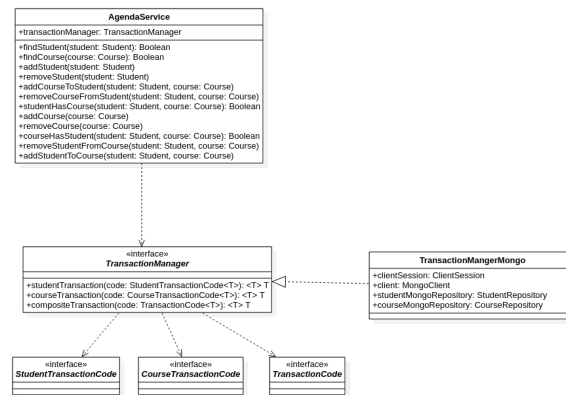 AgendaService
+transactionManager: TransactionManager
+findStudent(student: Student): Boolean
+findCourse(course: Course): Boolean
+addStudent(student: Student)
+removeStudent(student: Student)
+addCourseToStudent(student: Student, course: Course)
+removeCourseFromStudent(student: Student, course: Course)
+studentHasCourse(student: Student, course: Course): Boolean
+addCourse(course: Course)
+removeCourse(course: Course)
+courseHasStudent(student: Student, course: Course): Boolean
+removeStudentFromCourse(student: Student, course: Course)
+addStudentToCourse(student: Student, course: Course)
«interface»
TransactionManager
+studentTransaction(code: StudentTransactionCode<T>): <T> T
+courseTransaction(code: CourseTransactionCode<T>): <T> T
+compositeTransaction(code: TransactionCode<T>): <T> T
TransactionMangerMongo
+clientSession: ClientSession
+client: MongoClient
+studentMongoRepository: StudentRepository
+courseMongoRepository: CourseRepository
«interface»
StudentTransactionCode
«interface»
CourseTransactionCode
«interface»
TransactionCode